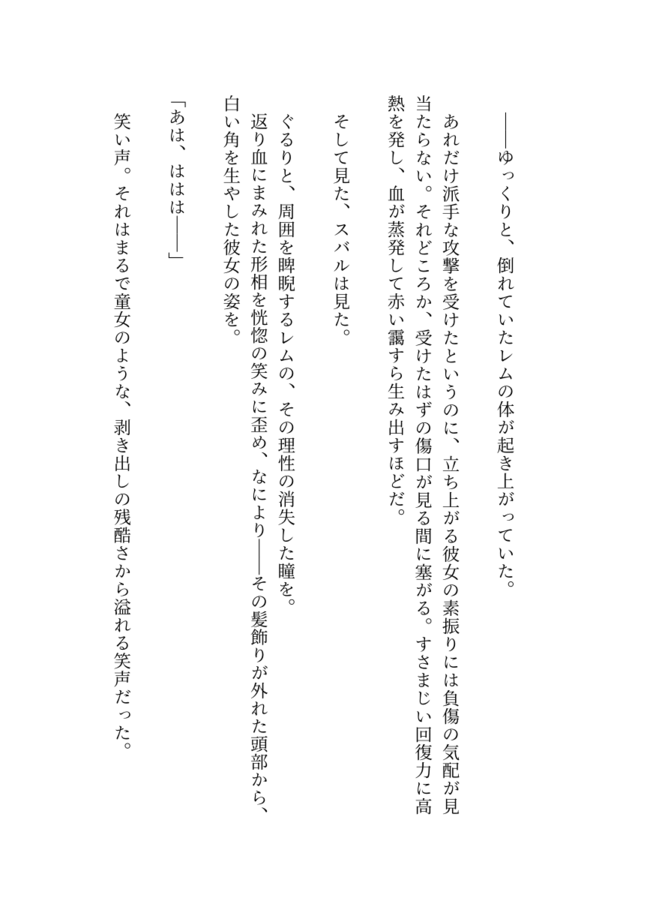 ――ゆっくりと、倒れていたレムの体が起き上がっていた。
あれだけ派手な攻撃を受けたというのに、立ち上がる彼女の素振りには負傷の気配が見
当たらない。それどころか、受けたはずの傷口が見る間に塞がる。すさまじい回復力に高
熱を発し、血が蒸発して赤い靄すら生み出すほどだ。
そして見た、スバルは見た。
ぐるりと、周囲を睥睨するレムの、その理性の消失した瞳を。
返り血にまみれた形相を恍惚の笑みに歪め、なにより――その髪飾りが外れた頭部から、
白い角を生やした彼女の姿を。
「あは、ははは――」
笑い声。それはまるで童女のような、剥き出しの残酷さから溢れる笑声だった。